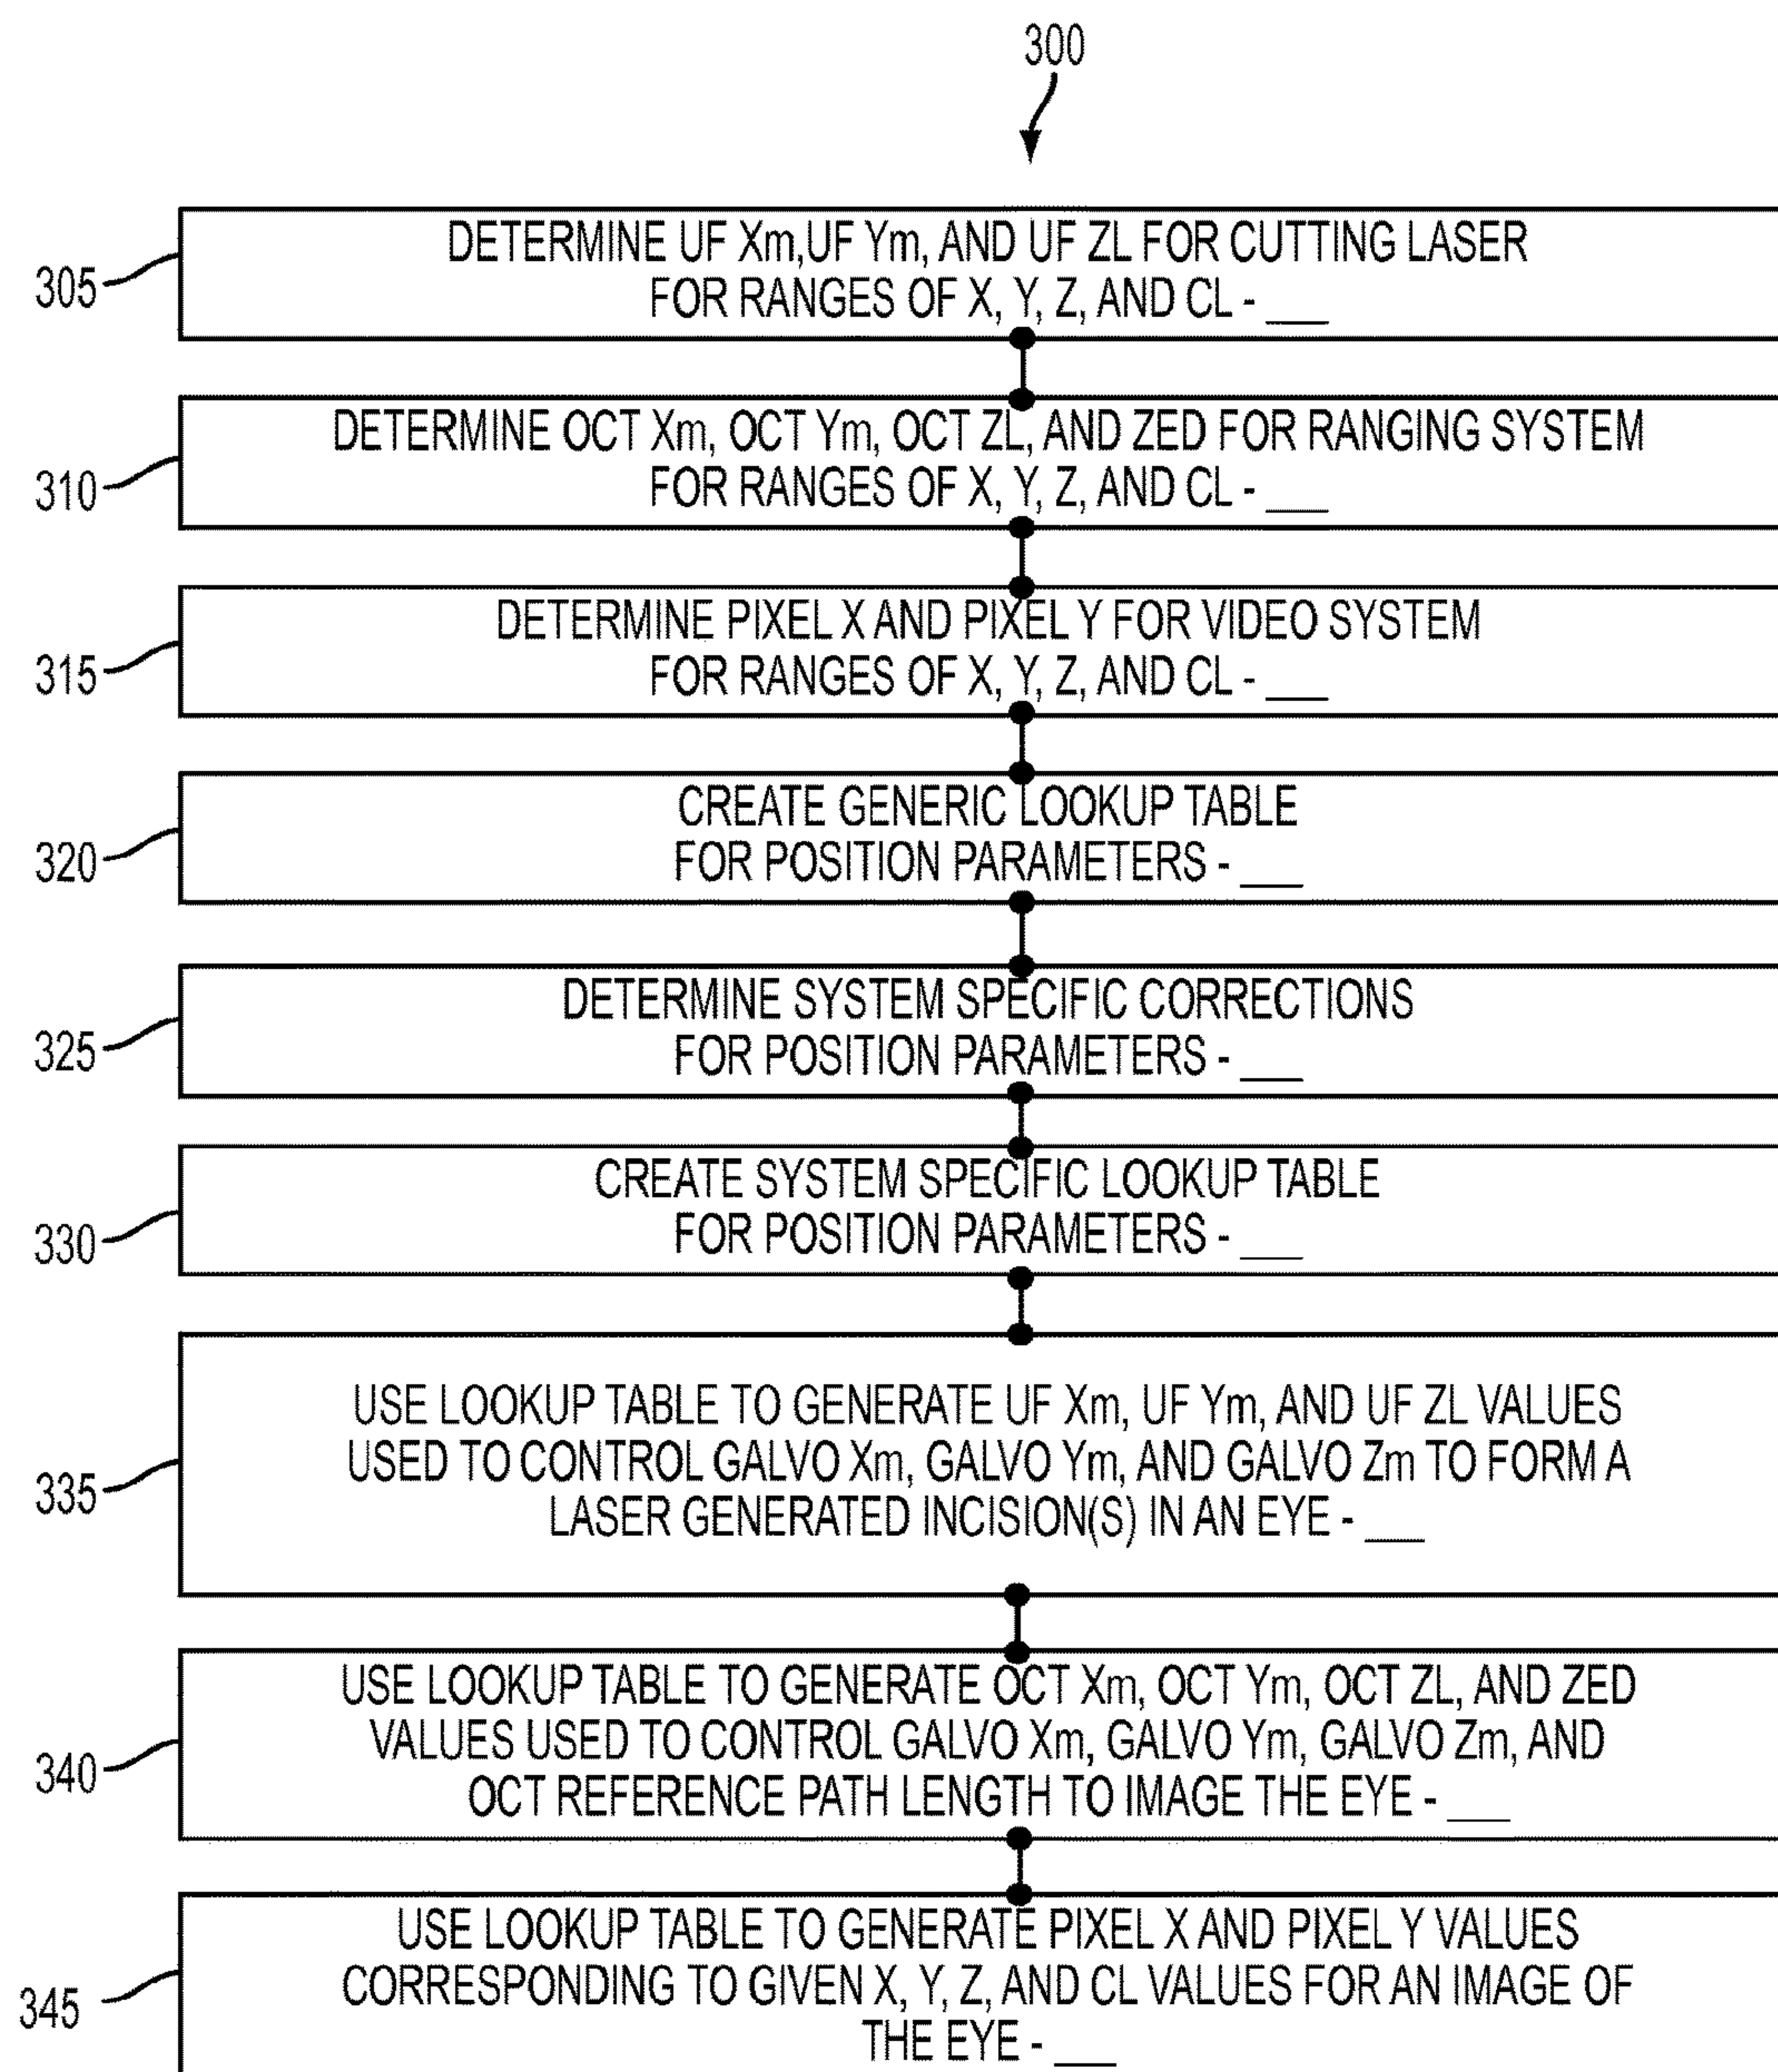 300
305
DETERMINE UF Xm,UF Ym, AND UF ZL FOR CUTTING LASER
FOR RANGES OF X, Y, Z, AND CL - ___
310
DETERMINE OCT Xm, OCT Ym, OCT ZL, AND ZED FOR RANGING SYSTEM
FOR RANGES OF X, Y, Z, AND CL - ___
315
DETERMINE PIXEL X AND PIXEL Y FOR VIDEO SYSTEM
FOR RANGES OF X, Y, Z, AND CL - ___
320
CREATE GENERIC LOOKUP TABLE
FOR POSITION PARAMETERS - ___
325
DETERMINE SYSTEM SPECIFIC CORRECTIONS
FOR POSITION PARAMETERS - ___
330
CREATE SYSTEM SPECIFIC LOOKUP TABLE
FOR POSITION PARAMETERS - ___
335
USE LOOKUP TABLE TO GENERATE UF Xm, UF Ym, AND UF ZL VALUES
USED TO CONTROL GALVO Xm, GALVO Ym, AND GALVO Zm TO FORM A
LASER GENERATED INCISION(S) IN AN EYE - ___
340
USE LOOKUP TABLE TO GENERATE OCT Xm, OCT Ym, OCT ZL, AND ZED
VALUES USED TO CONTROL GALVO Xm, GALVO Ym, GALVO Zm, AND
OCT REFERENCE PATH LENGTH TO IMAGE THE EYE - ___
345
USE LOOKUP TABLE TO GENERATE PIXEL X AND PIXEL Y VALUES
CORRESPONDING TO GIVEN X, Y, Z, AND CL VALUES FOR AN IMAGE OF
THE EYE - ___